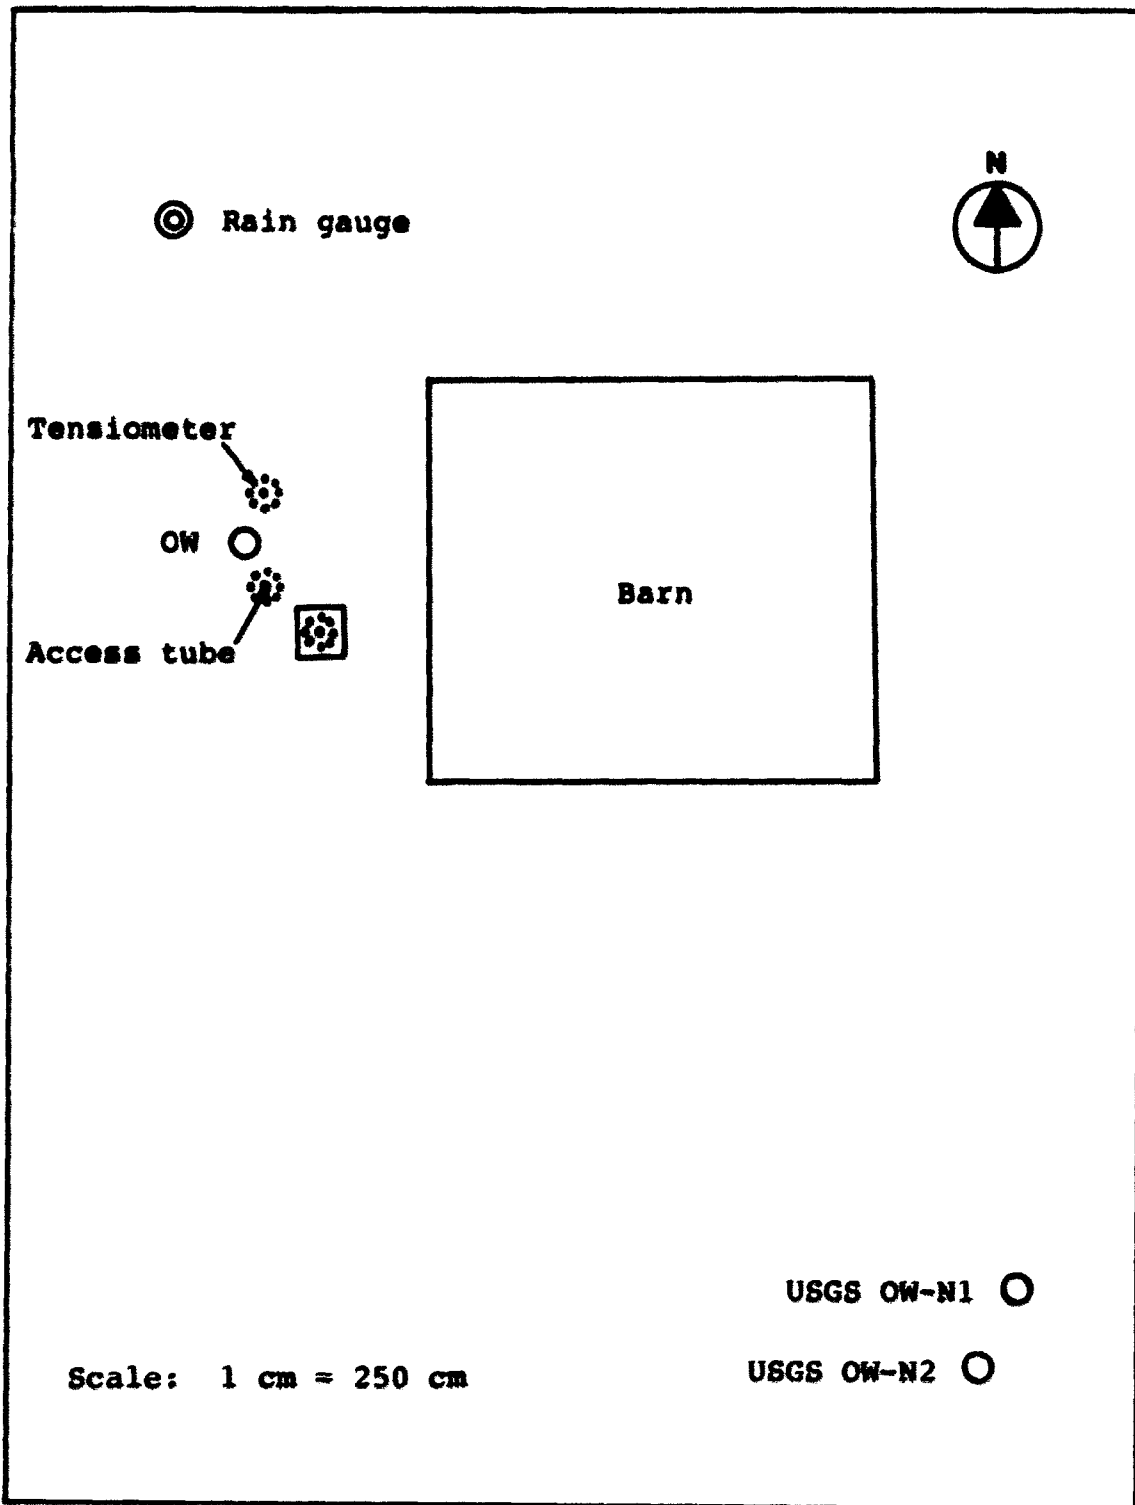 N
Rain gauge
Tensiometer
OW
Barn
Access tube
USGS OW-N1
USGS OW-N2
Scale: 1 cm = 250 cm